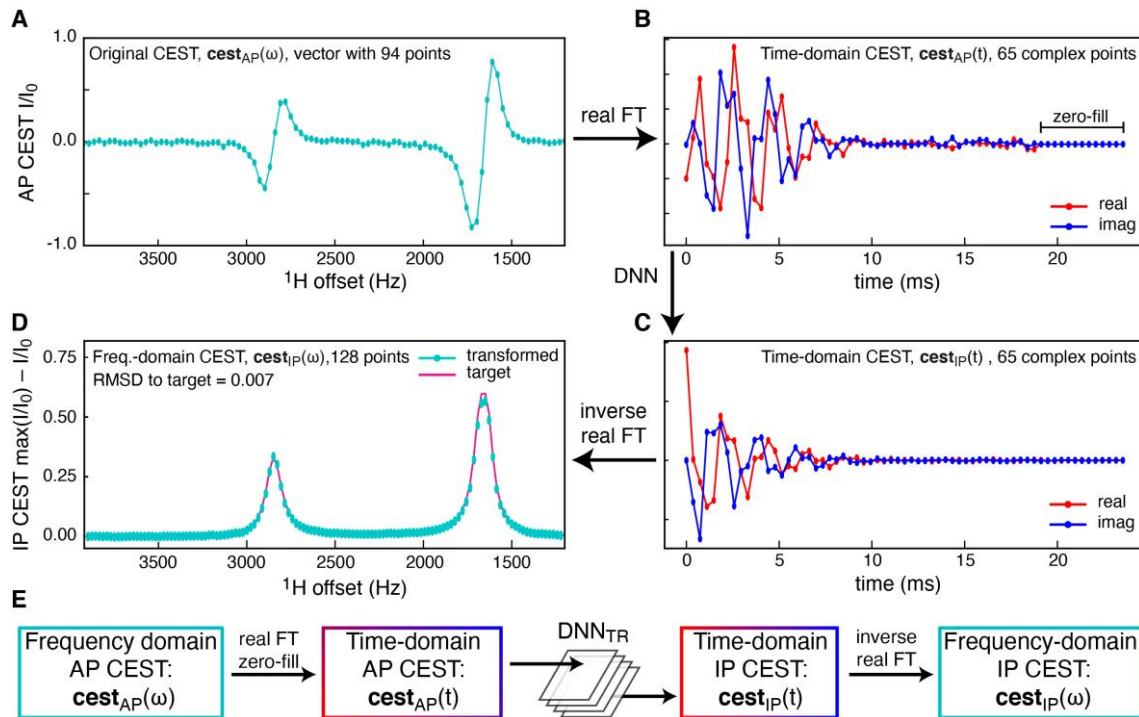 A
1.0
0.0
-1.0
AP CEST I/I₀
Original CEST, cest_AP(ω), vector with 94 points
3500
3000
2500
2000
1500
¹H offset (Hz)
real FT
B
Time-domain CEST, cest_AP(t), 65 complex points
zero-fill
real
imag
0
5
10
15
20
time (ms)
DNN
D
0.75
0.50
0.25
0.00
IP CEST max(I/I₀) – I/I₀
Freq.-domain CEST, cest_IP(ω), 128 points
RMSD to target = 0.007
transformed
target
3500
3000
2500
2000
1500
¹H offset (Hz)
inverse
real FT
C
Time-domain CEST, cest_IP(t) , 65 complex points
real
imag
0
5
10
15
20
time (ms)
E
Frequency domain
AP CEST:
cest_AP(ω)
real FT
zero-fill
Time-domain
AP CEST:
cest_AP(t)
DNN_TR
Time-domain
IP CEST:
cest_IP(t)
inverse
real FT
Frequency-domain
IP CEST:
cest_IP(ω)